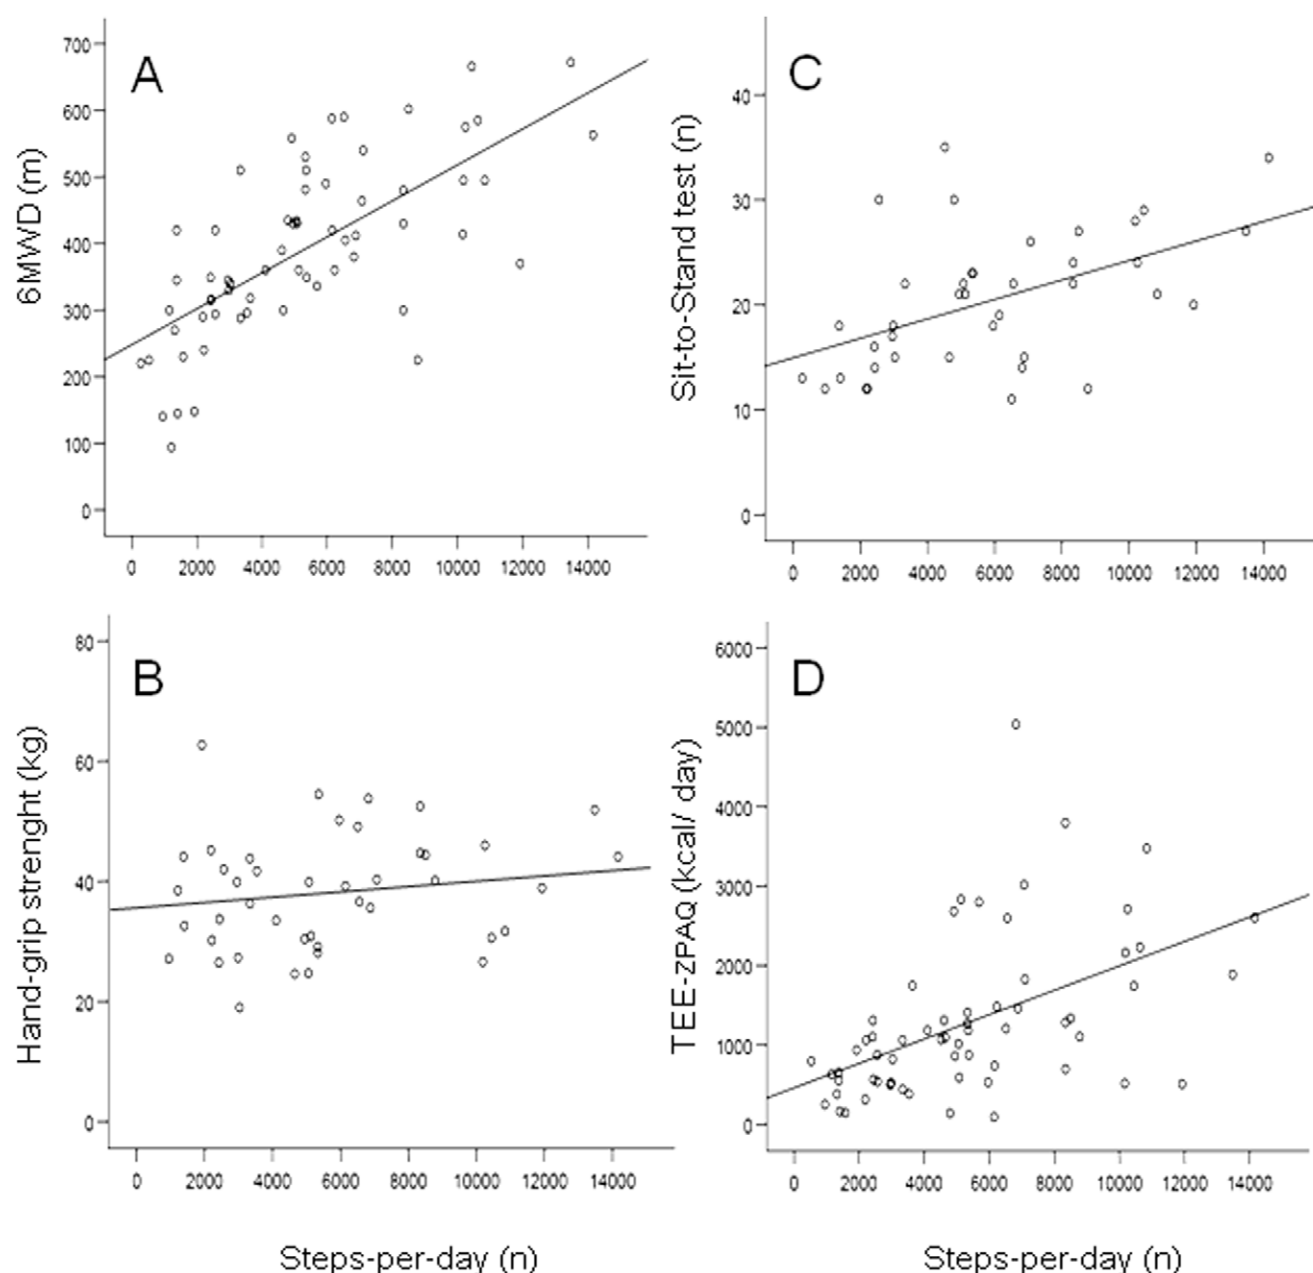 A
6MWD (m)
700
600
500
400
300
200
100
0
0 2000 4000 6000 8000 10000 12000 14000
C
Sit-to-Stand test (n)
40
30
20
10
0
0 2000 4000 6000 8000 10000 12000 14000
B
Hand-grip strenght (kg)
80
60
40
20
0
0 2000 4000 6000 8000 10000 12000 14000
Steps-per-day (n)
D
TEE-ZPAQ (kcal/ day)
6000
5000
4000
3000
2000
1000
0
0 2000 4000 6000 8000 10000 12000 14000
Steps-per-day (n)